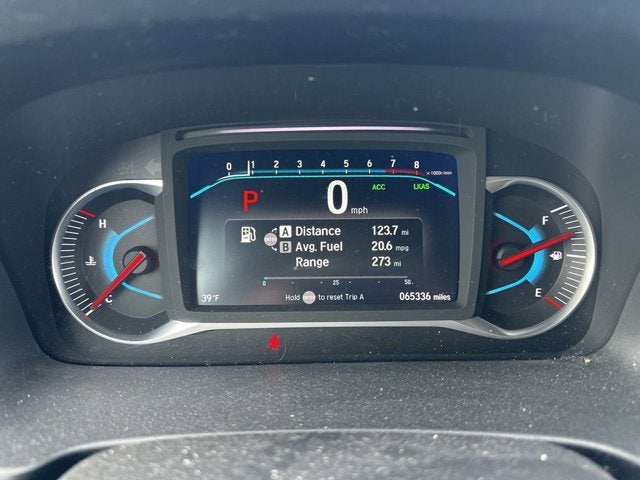 0 1 2 3 4 5 6 7 8 x1000r/min
P 0 mph ACC LKAS
A Distance 123.7 mi
B Avg. Fuel 20.6 mpg
Range 273 mi
0 25 50
39°F Hold ENTER to reset Trip A 065336 miles
H
C
F
E